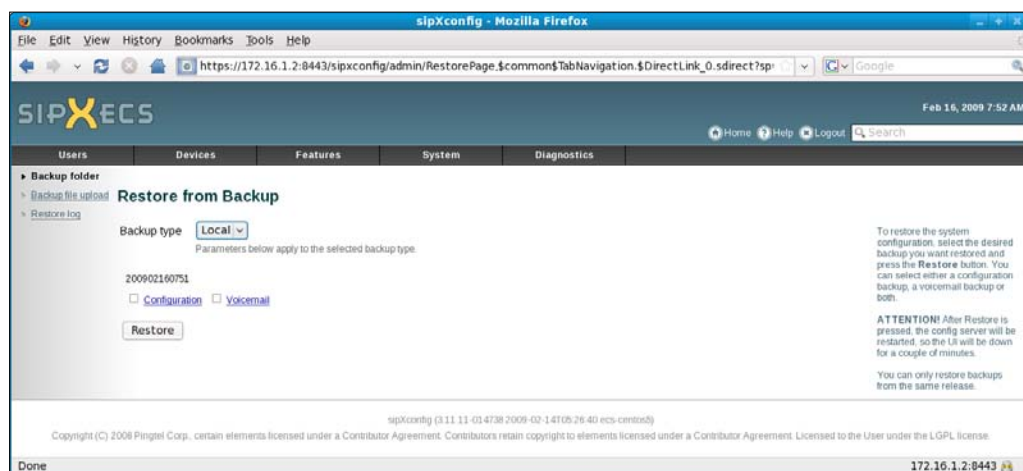 sipXconfig - Mozilla Firefox
File Edit View History Bookmarks Tools Help
https://172.16.1.2:8443/sipxconfig/admin/RestorePage,$common$TabNavigation.$DirectLink_0.sdirect?sp
Google
SIPXECS
Feb 16, 2009 7:52 AM
Home Help Logout Search
Users Devices Features System Diagnostics
Backup folder
Backup file upload
Restore log
Restore from Backup
Backup type Local
Parameters below apply to the selected backup type.
200902160751
Configuration Voicemail
Restore
To restore the system
configuration, select the desired
backup you want restored and
press the Restore button. You
can select either a configuration
backup, a voicemail backup or
both.
ATTENTION! After Restore is
pressed, the config server will be
restarted, so the UI will be down
for a couple of minutes.
You can only restore backups
from the same release.
sipXconfig (3.11.11-014738 2009-02-14T05:26:40 ecs-centos5)
Copyright (C) 2008 Pingtel Corp., certain elements licensed under a Contributor Agreement. Contributors retain copyright to elements licensed under a Contributor Agreement. Licensed to the User under the LGPL license.
Done
172.16.1.2:8443